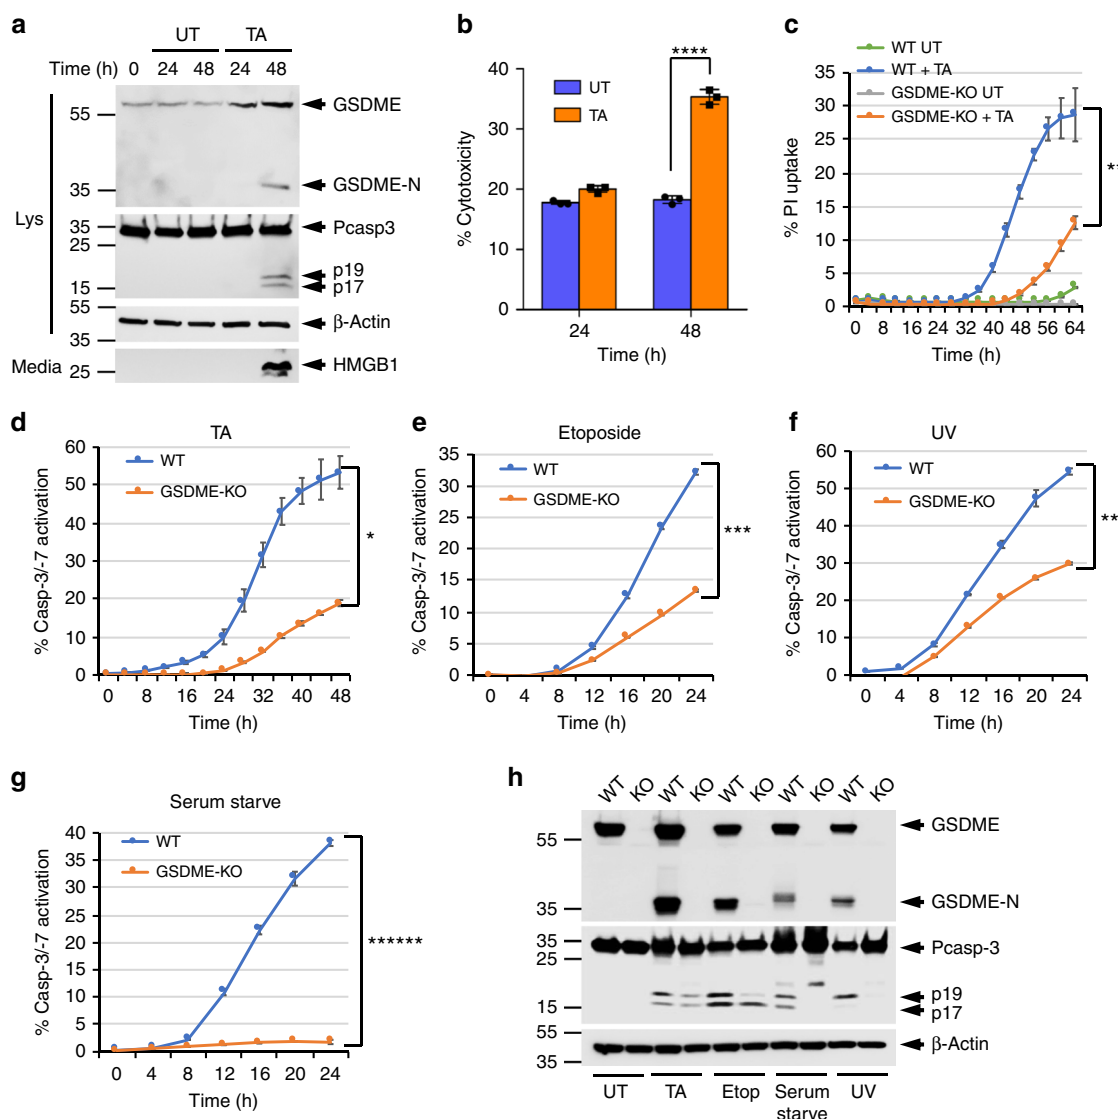 a
UT TA
Time (h) 0 24 48 24 48
GSDME
55
GSDME-N
35
Lys
35 Pcasp3
25
p19
15 p17
55
β-Actin
35
Media 25 HMGB1
b
****
40
30
20
10
0
% Cytotoxicity
UT
TA
24 48
Time (h)
c
WT UT
WT + TA
GSDME-KO UT
GSDME-KO + TA
35
30
25
20
15
10
5
0
% PI uptake
0 8 16 24 32 40 48 56 64
Time (h)
d
TA
60
50
40
30
20
10
0
% Casp-3/-7 activation
WT
GSDME-KO
*
0 8 16 24 32 40 48
Time (h)
e
Etoposide
35
30
25
20
15
10
5
0
% Casp-3/-7 activation
WT
GSDME-KO
***
0 4 8 12 16 20 24
Time (h)
f
UV
60
50
40
30
20
10
0
% Casp-3/-7 activation
WT
GSDME-KO
0 4 8 12 16 20 24
Time (h)
g
Serum starve
40
35
30
25
20
15
10
5
0
% Casp-3/-7 activation
WT
GSDME-KO
******
0 4 8 12 16 20 24
Time (h)
h
WT KO WT KO WT KO WT KO WT KO
GSDME
55
GSDME-N
35
35 Pcasp-3
25
p19
15 p17
55
β-Actin
35
UT TA Etop Serum starve UV